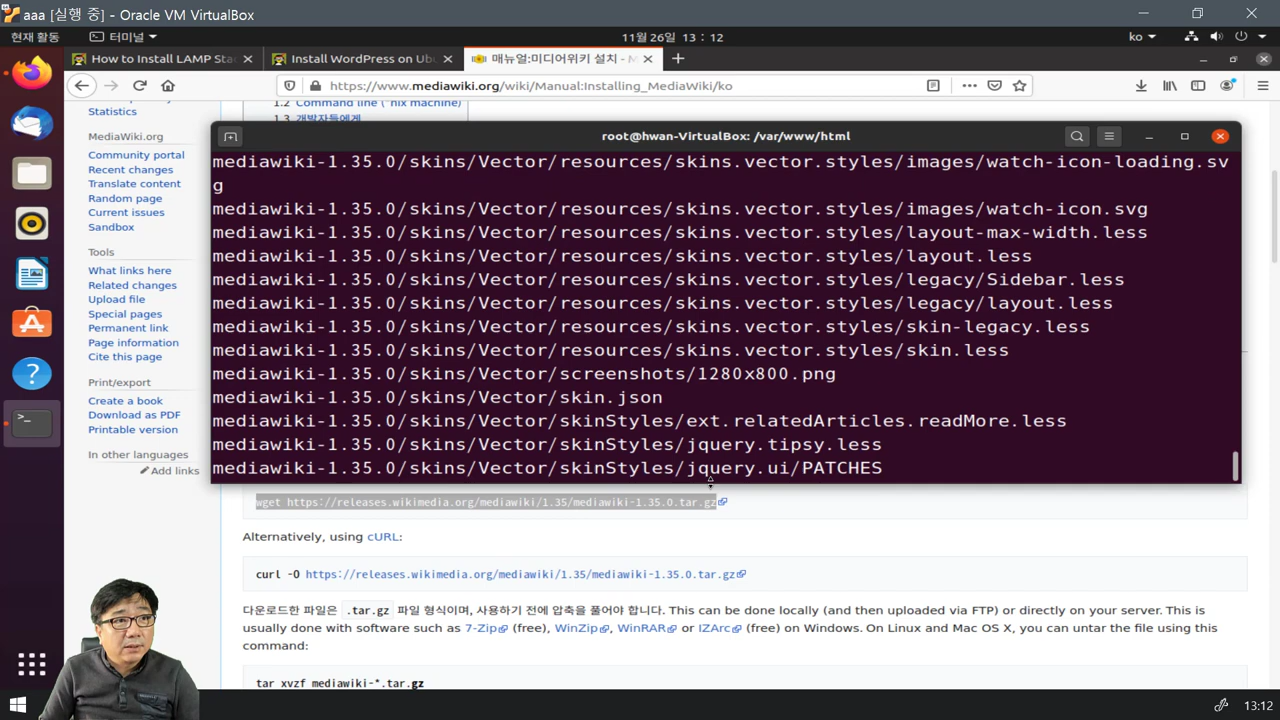 aaa [실행 중] - Oracle VM VirtualBox
현재 활동
터미널
11월 26일 13 : 12
ko
How to Install LAMP Stac
Install WordPress on Ubu
매뉴얼:미디어위키 설치 - M
https://www.mediawiki.org/wiki/Manual:Installing_MediaWiki/ko
Statistics
MediaWiki.org
Community portal
Recent changes
Translate content
Random page
Current issues
Sandbox
Tools
What links here
Related changes
Upload file
Special pages
Permanent link
Page information
Cite this page
Print/export
Create a book
Download as PDF
Printable version
In other languages
Add links
1.2 Command line (*nix machine)
1.3 개발자들에게
root@hwan-VirtualBox: /var/www/html
mediawiki-1.35.0/skins/Vector/resources/skins.vector.styles/images/watch-icon-loading.sv
g
mediawiki-1.35.0/skins/Vector/resources/skins.vector.styles/images/watch-icon.svg
mediawiki-1.35.0/skins/Vector/resources/skins.vector.styles/layout-max-width.less
mediawiki-1.35.0/skins/Vector/resources/skins.vector.styles/layout.less
mediawiki-1.35.0/skins/Vector/resources/skins.vector.styles/legacy/Sidebar.less
mediawiki-1.35.0/skins/Vector/resources/skins.vector.styles/legacy/layout.less
mediawiki-1.35.0/skins/Vector/resources/skins.vector.styles/skin-legacy.less
mediawiki-1.35.0/skins/Vector/resources/skins.vector.styles/skin.less
mediawiki-1.35.0/skins/Vector/screenshots/1280x800.png
mediawiki-1.35.0/skins/Vector/skin.json
mediawiki-1.35.0/skins/Vector/skinStyles/ext.relatedArticles.readMore.less
mediawiki-1.35.0/skins/Vector/skinStyles/jquery.tipsy.less
mediawiki-1.35.0/skins/Vector/skinStyles/jquery.ui/PATCHES
wget https://releases.wikimedia.org/mediawiki/1.35/mediawiki-1.35.0.tar.gz
Alternatively, using cURL:
curl -O https://releases.wikimedia.org/mediawiki/1.35/mediawiki-1.35.0.tar.gz
다운로드한 파일은 .tar.gz 파일 형식이며, 사용하기 전에 압축을 풀어야 합니다. This can be done locally (and then uploaded via FTP) or directly on your server. This is
usually done with software such as 7-Zip (free), WinZip, WinRAR or IZArc (free) on Windows. On Linux and Mac OS X, you can untar the file using this
command:
tar xvzf mediawiki-*.tar.gz
13:12